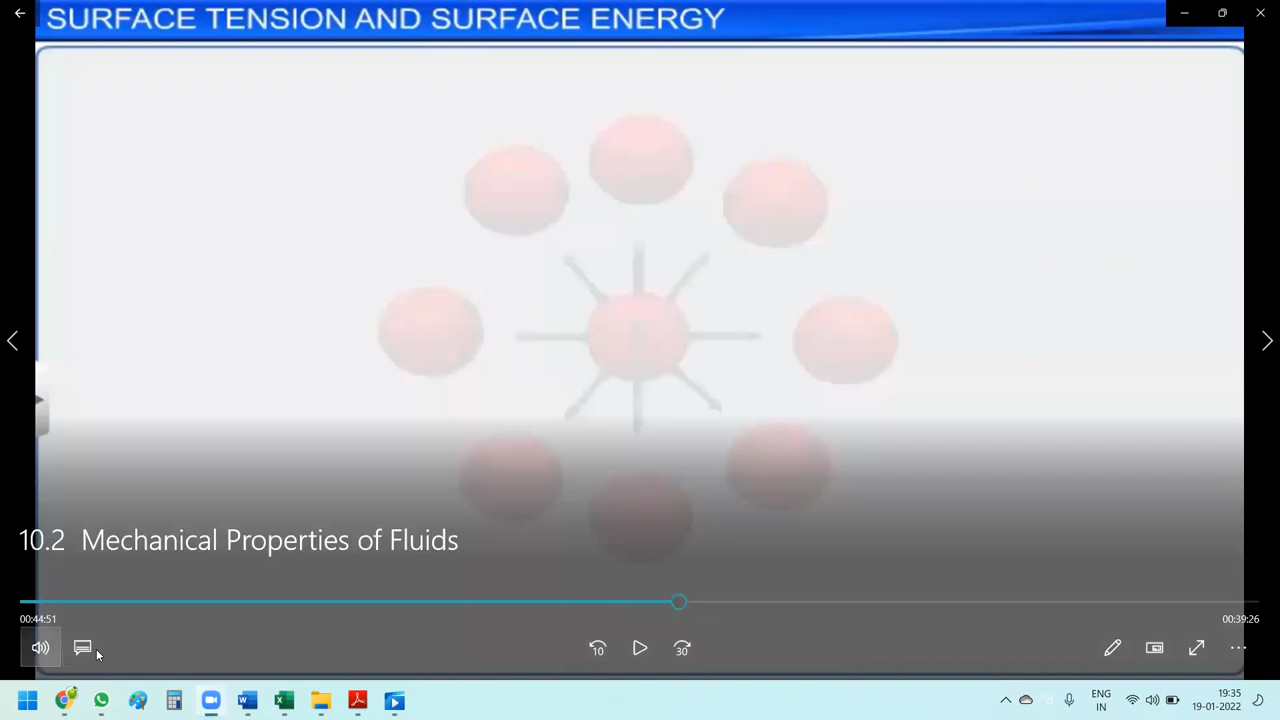 SURFACE TENSION AND SURFACE ENERGY
10.2 Mechanical Properties of Fluids
00:44:51
00:39:26
10
30
ENG
IN
19:35
19-01-2022